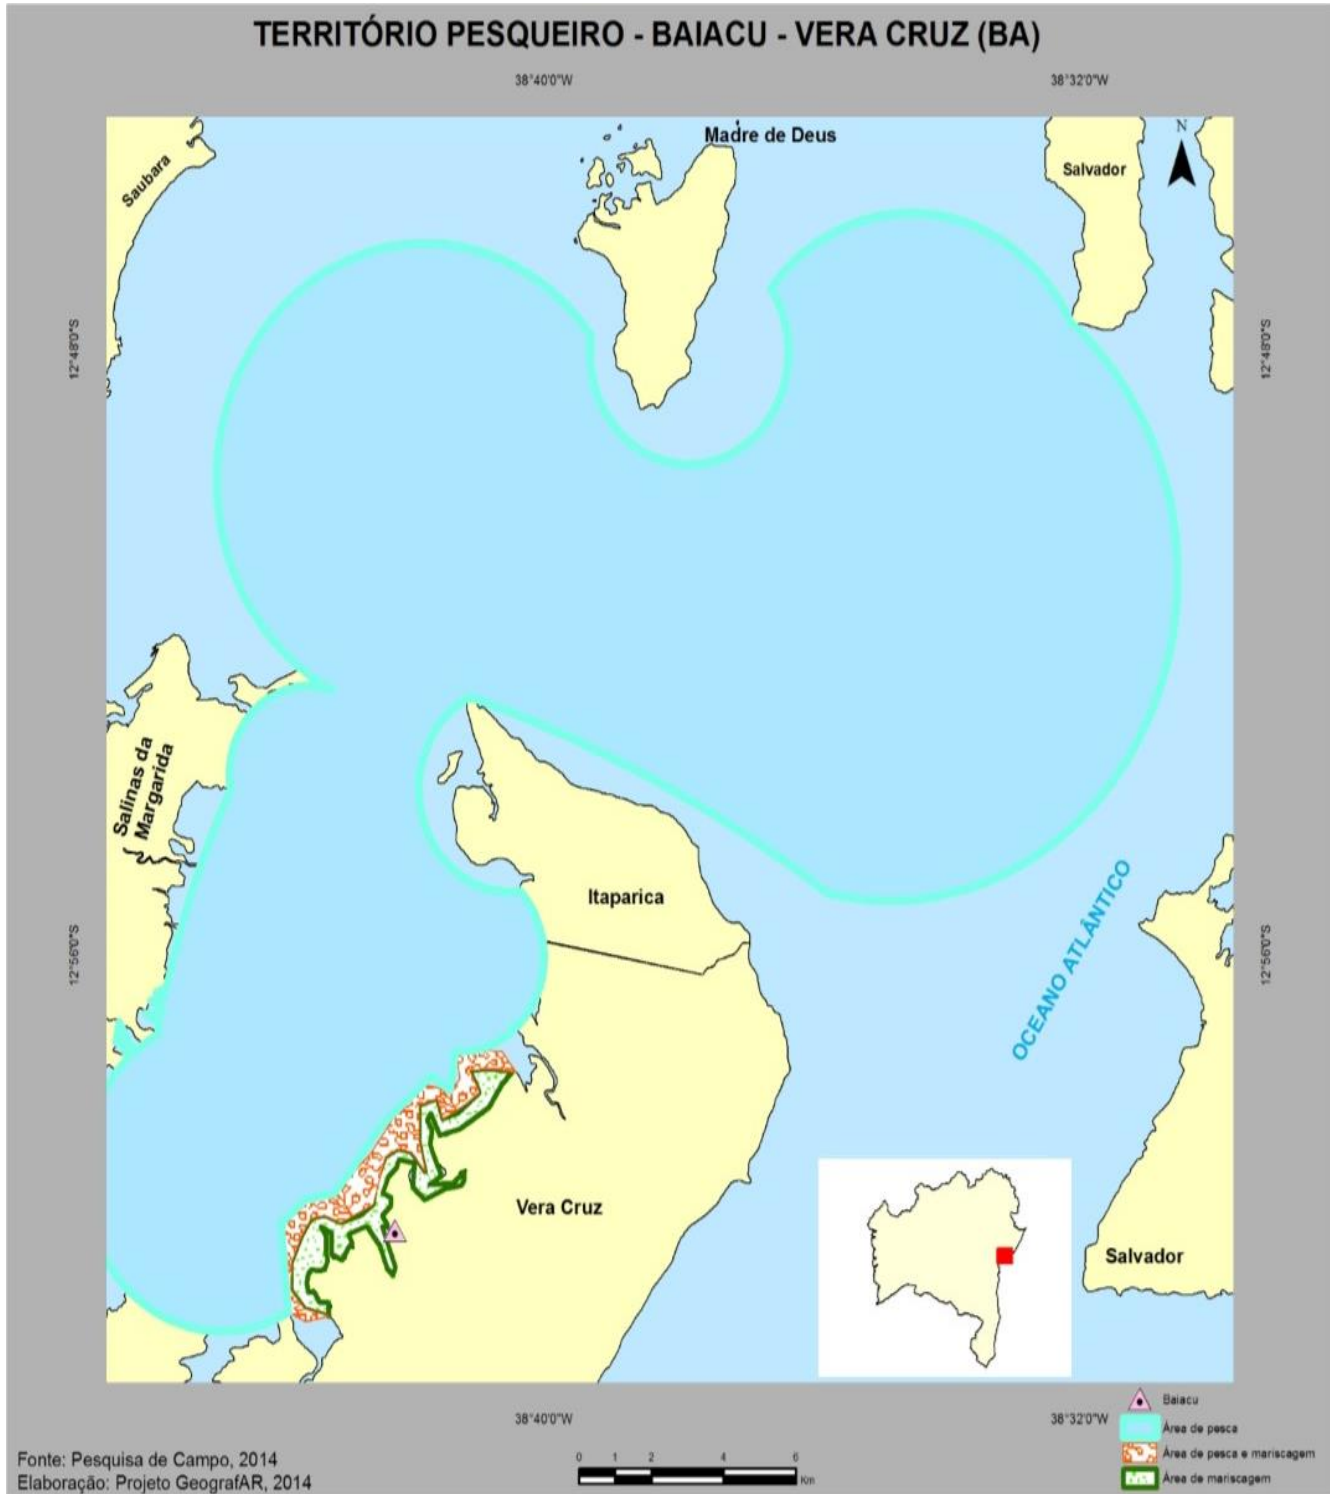 TERRITÓRIO PESQUEIRO - BAIACU - VERA CRUZ (BA)
38°40'0"W
38°32'0"W
Madre de Deus
N
Saubara
Salvador
12°48'0"S
12°48'0"S
Salinas da
Margarida
Itaparica
OCEANO ATLÂNTICO
12°56'0"S
12°56'0"S
Vera Cruz
Salvador
38°40'0"W
38°32'0"W
Baiacu
Área de pesca
Área de pesca e mariscagem
Área de mariscagem
Fonte: Pesquisa de Campo, 2014
Elaboração: Projeto GeografAR, 2014
0 1 2 4 6
Km